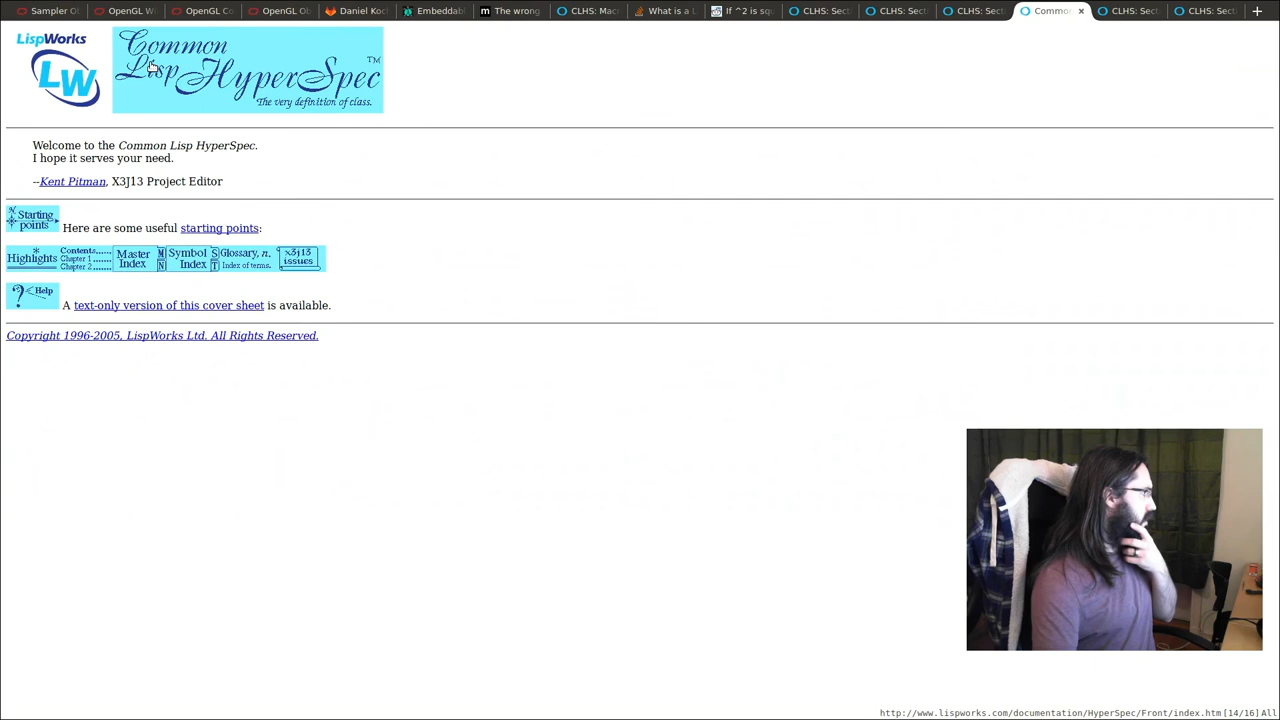 Sampler Ob
OpenGL W
OpenGL Co
OpenGL Ob
Daniel Koc
Embeddab
The wrong
CLHS: Mac
What is a L
If ^2 is squ
CLHS: Sect
CLHS: Sect
CLHS: Sect
Common
CLHS: Sect
CLHS: Sect
LispWorks
LW
Common
Lisp HyperSpec™
The very definition of class.
Welcome to the Common Lisp HyperSpec.
I hope it serves your need.
--Kent Pitman, X3J13 Project Editor
Starting
points
Here are some useful starting points:
Highlights
Contents......
Chapter 1 ......
Chapter 2 ......
Master
Index
M
N
Symbol
Index
S
T
Glossary, n.
Index of terms.
x3j13
issues
? Help
A text-only version of this cover sheet is available.
Copyright 1996-2005, LispWorks Ltd. All Rights Reserved.
http://www.lispworks.com/documentation/HyperSpec/Front/index.htm[14/16]All